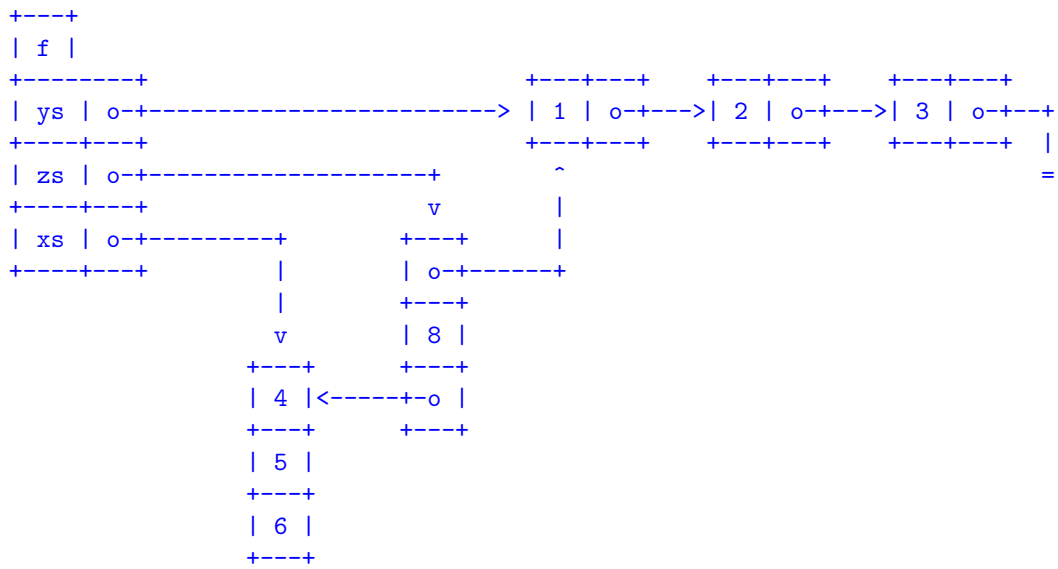 +---+
| f |
+--------+                         +---+---+    +---+---+    +---+---+
| ys | o-+-----------------------> | 1 | o-+--->| 2 | o-+--->| 3 | o-+--+
+----+---+                         +---+---+    +---+---+    +---+---+  |
| zs | o-+-------------------+       ^                                  =
+----+---+                   v       |
| xs | o-+---------+       +---+     |
+----+---+         |       | o-+------+
                   |       +---+
                   v       | 8 |
                 +---+     +---+
                 | 4 |<-----+-o |
                 +---+     +---+
                 | 5 |
                 +---+
                 | 6 |
                 +---+